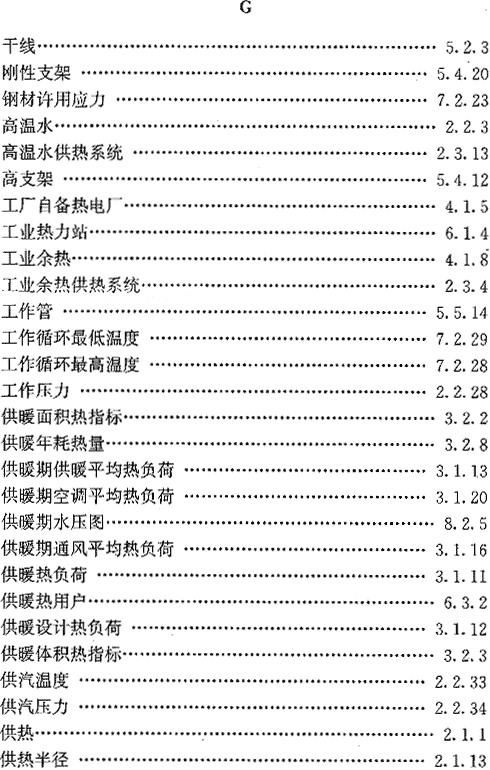 G
干线………………………………………………………… 5.2.3
刚性支架 ………………………………………………… 5.4.20
钢材许用应力 …………………………………………… 7.2.23
高温水……………………………………………………… 2.2.3
高温水供热系统 ………………………………………… 2.3.13
高支架 …………………………………………………… 5.4.12
工厂自备热电厂…………………………………………… 4.1.5
工业热力站………………………………………………… 6.1.4
工业余热…………………………………………………… 4.1.8
工业余热供热系统………………………………………… 2.3.4
工作管 …………………………………………………… 5.5.14
工作循环最低温度 ……………………………………… 7.2.29
工作循环最高温度 ……………………………………… 7.2.28
工作压力 ………………………………………………… 2.2.28
供暖面积热指标…………………………………………… 3.2.2
供暖年耗热量……………………………………………… 3.2.8
供暖期供暖平均热负荷 ………………………………… 3.1.13
供暖期空调平均热负荷 ………………………………… 3.1.20
供暖期水压图……………………………………………… 8.2.5
供暖期通风平均热负荷 ………………………………… 3.1.16
供暖热负荷 ……………………………………………… 3.1.11
供暖热用户………………………………………………… 6.3.2
供暖设计热负荷 ………………………………………… 3.1.12
供暖体积热指标…………………………………………… 3.2.3
供汽温度 ………………………………………………… 2.2.33
供汽压力 ………………………………………………… 2.2.34
供热………………………………………………………… 2.1.1
供热半径 ………………………………………………… 2.1.13